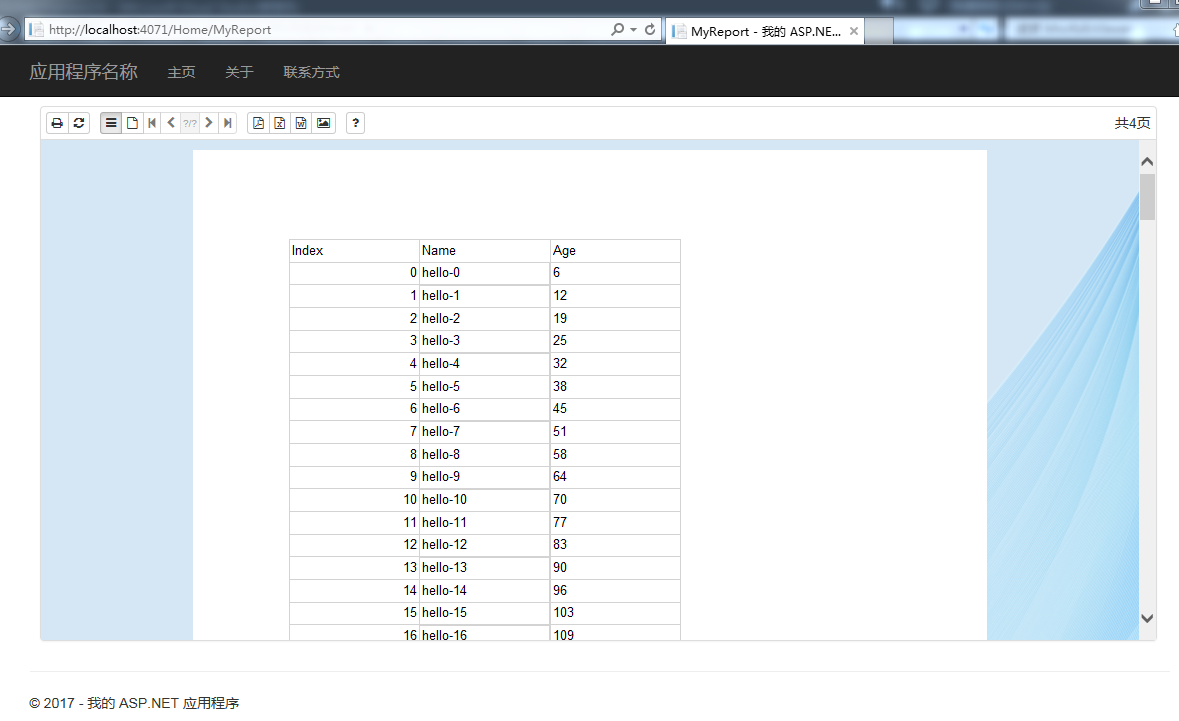 http://localhost:4071/Home/MyReport
MyReport - 我的 ASP.NE...
应用程序名称 主页 关于 联系方式
?/? ? 共4页
Index Name Age
0 hello-0 6
1 hello-1 12
2 hello-2 19
3 hello-3 25
4 hello-4 32
5 hello-5 38
6 hello-6 45
7 hello-7 51
8 hello-8 58
9 hello-9 64
10 hello-10 70
11 hello-11 77
12 hello-12 83
13 hello-13 90
14 hello-14 96
15 hello-15 103
16 hello-16 109
© 2017 - 我的 ASP.NET 应用程序